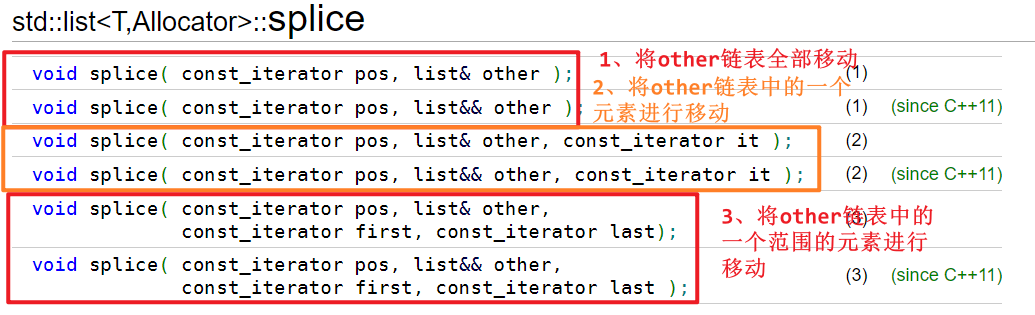 std::list<T,Allocator>::splice
void splice( const_iterator pos, list& other );
1、将other链表全部移动
(1)
2、将other链表中的一个
元素进行移动
void splice( const_iterator pos, list&& other );
(1) (since C++11)
void splice( const_iterator pos, list& other, const_iterator it );
(2)
void splice( const_iterator pos, list&& other, const_iterator it );
(2) (since C++11)
void splice( const_iterator pos, list& other,
const_iterator first, const_iterator last);
3、将other链表中的
一个范围的元素进行
移动
(3)
void splice( const_iterator pos, list&& other,
const_iterator first, const_iterator last );
(3) (since C++11)